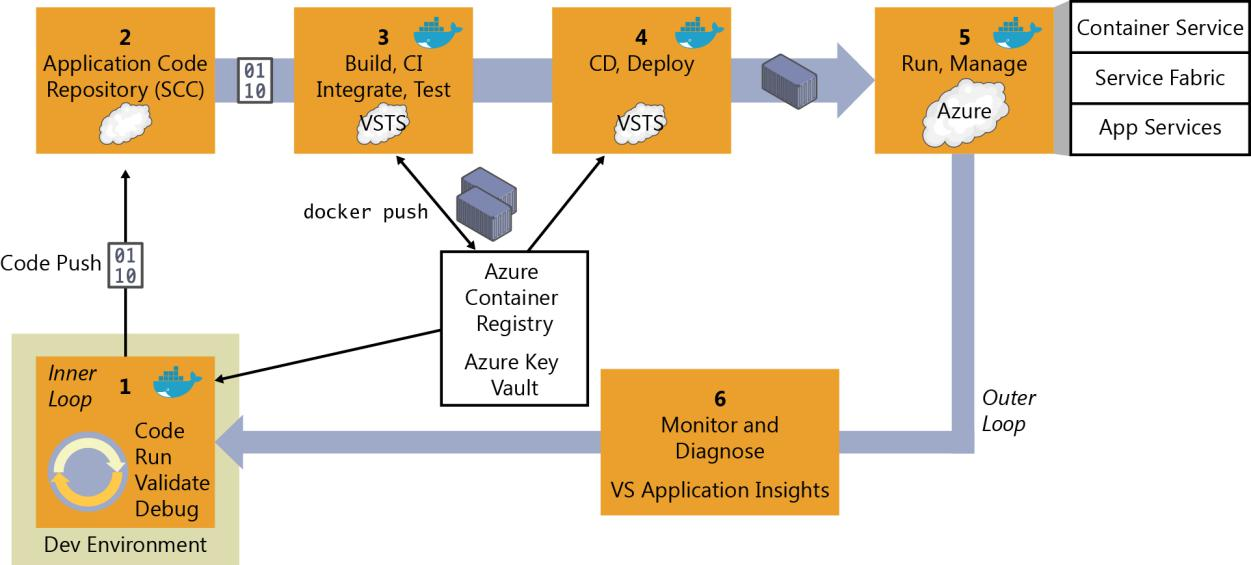 2
Application Code
Repository (SCC)
01
10
3
Build, CI
Integrate, Test
VSTS
4
CD, Deploy
VSTS
5
Run, Manage
Azure
Container Service
Service Fabric
App Services
docker push
Code Push
01
10
Azure
Container
Registry
Azure Key
Vault
Inner
Loop
1
Code
Run
Validate
Debug
Dev Environment
6
Monitor and
Diagnose
VS Application Insights
Outer
Loop